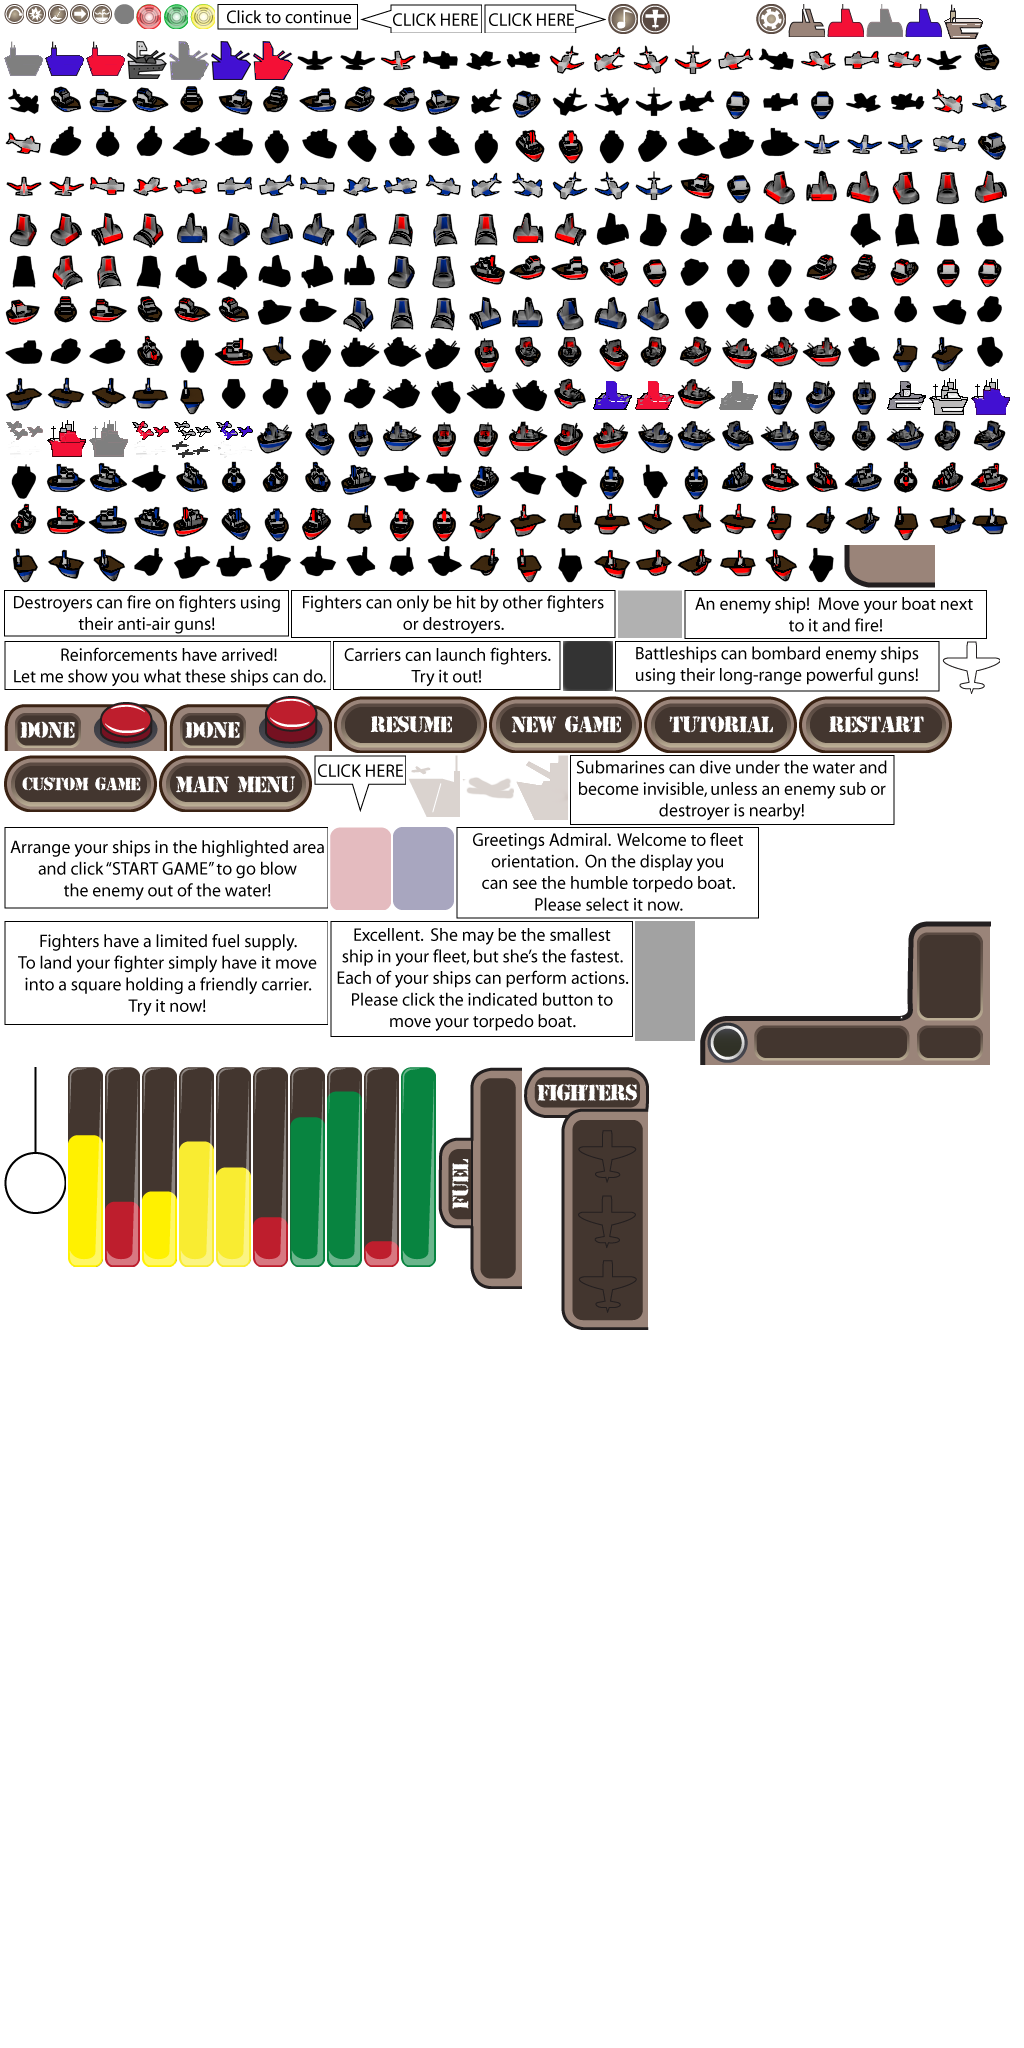 Click to continue
CLICK HERE
CLICK HERE
Destroyers can fire on fighters using
their anti-air guns!
Fighters can only be hit by other fighters
or destroyers.
An enemy ship! Move your boat next
to it and fire!
Reinforcements have arrived!
Let me show you what these ships can do.
Carriers can launch fighters.
Try it out!
Battleships can bombard enemy ships
using their long-range powerful guns!
DONE
DONE
RESUME
NEW GAME
TUTORIAL
RESTART
CUSTOM GAME
MAIN MENU
CLICK HERE
Submarines can dive under the water and
become invisible, unless an enemy sub or
destroyer is nearby!
Arrange your ships in the highlighted area
and click “START GAME” to go blow
the enemy out of the water!
Greetings Admiral. Welcome to fleet
orientation. On the display you
can see the humble torpedo boat.
Please select it now.
Fighters have a limited fuel supply.
To land your fighter simply have it move
into a square holding a friendly carrier.
Try it now!
Excellent. She may be the smallest
ship in your fleet, but she's the fastest.
Each of your ships can perform actions.
Please click the indicated button to
move your torpedo boat.
FUEL
FIGHTERS